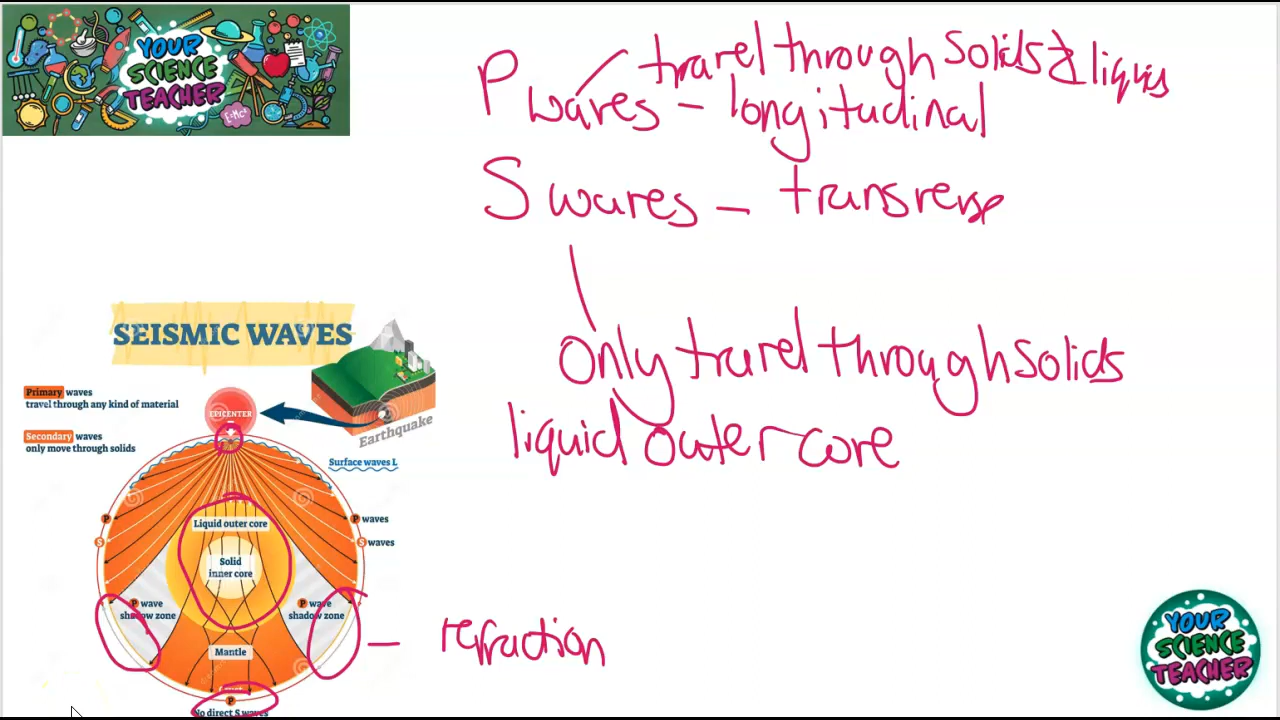 YOUR
SCIENCE
TEACHER
E=MC²
P waves - longitudinal
travel through solids & liquids
S waves - transverse
only travel through solids
liquid outer core
SEISMIC WAVES
Primary waves
travel through any kind of material
Secondary waves
only move through solids
EPICENTER
Earthquake
Surface waves L
P
S
P waves
S waves
Liquid outer core
Solid
inner core
P wave
shadow zone
P wave
shadow zone
Mantle
P
No direct S waves
refraction
YOUR
SCIENCE
TEACHER